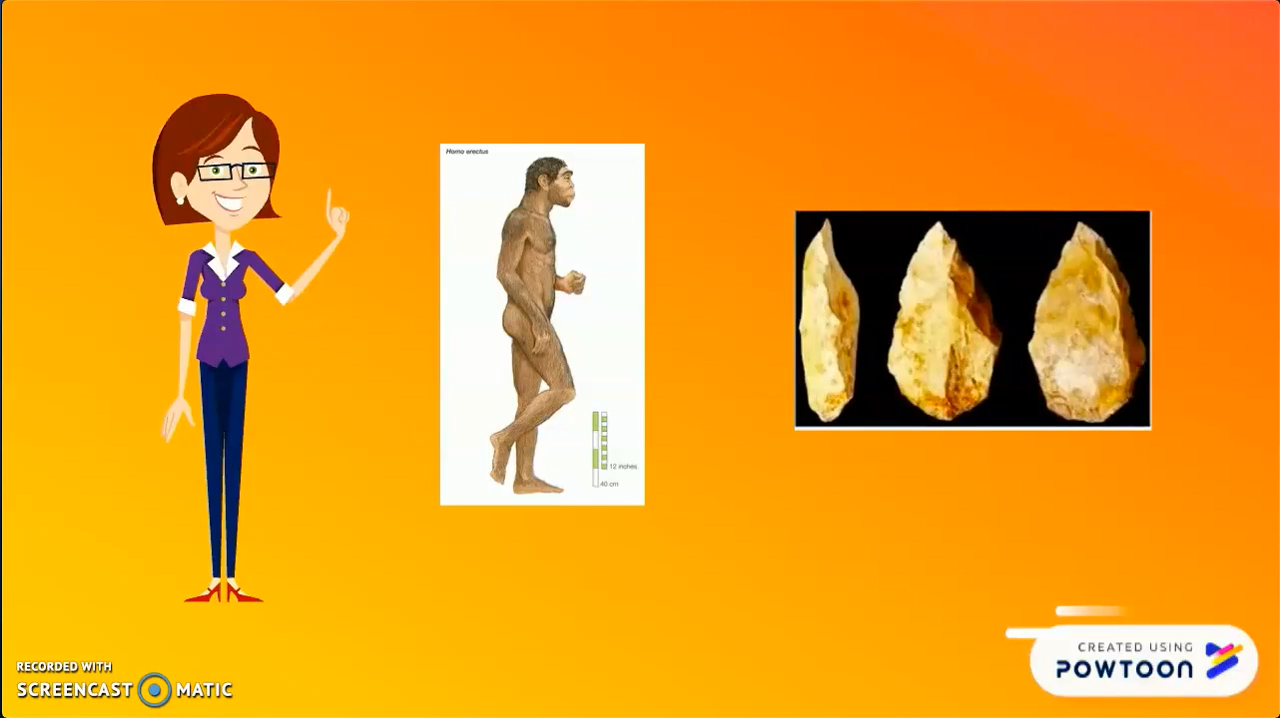 Homo erectus
12 inches
40 cm
RECORDED WITH
SCREENCAST MATIC
CREATED USING
POWTOON